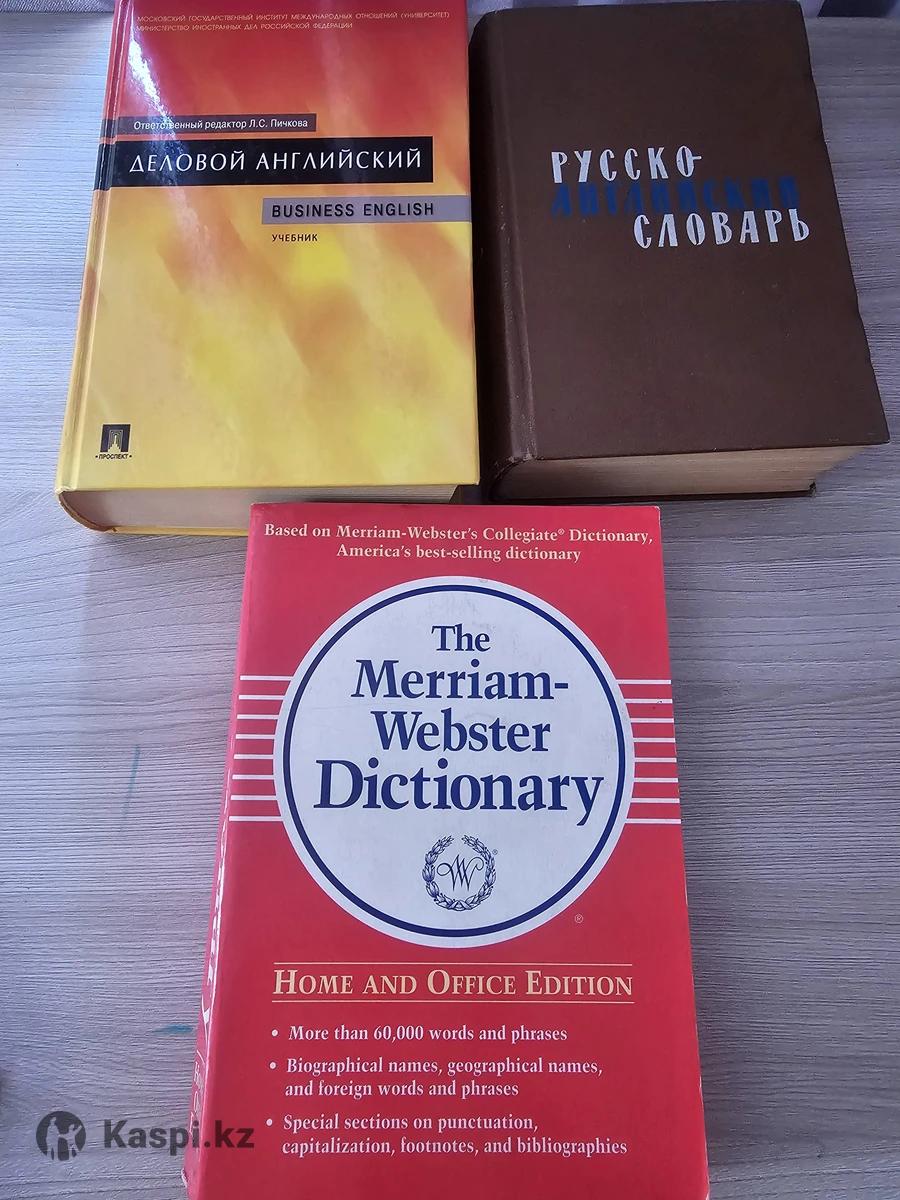 МОСКОВСКИЙ ГОСУДАРСТВЕННЫЙ ИНСТИТУТ МЕЖДУНАРОДНЫХ ОТНОШЕНИЙ (УНИВЕРСИТЕТ)
МИНИСТЕРСТВО ИНОСТРАННЫХ ДЕЛ РОССИЙСКОЙ ФЕДЕРАЦИИ
Ответственный редактор Л.С. Пичкова
ДЕЛОВОЙ АНГЛИЙСКИЙ
BUSINESS ENGLISH
УЧЕБНИК
• ПРОСПЕКТ •
РУССКО-
АНГЛИЙСКИЙ
СЛОВАРЬ
Based on Merriam-Webster's Collegiate® Dictionary,
America's best-selling dictionary
The
Merriam-
Webster
Dictionary
HOME AND OFFICE EDITION
• More than 60,000 words and phrases
• Biographical names, geographical names,
and foreign words and phrases
• Special sections on punctuation,
capitalization, footnotes, and bibliographies
Kaspi.kz